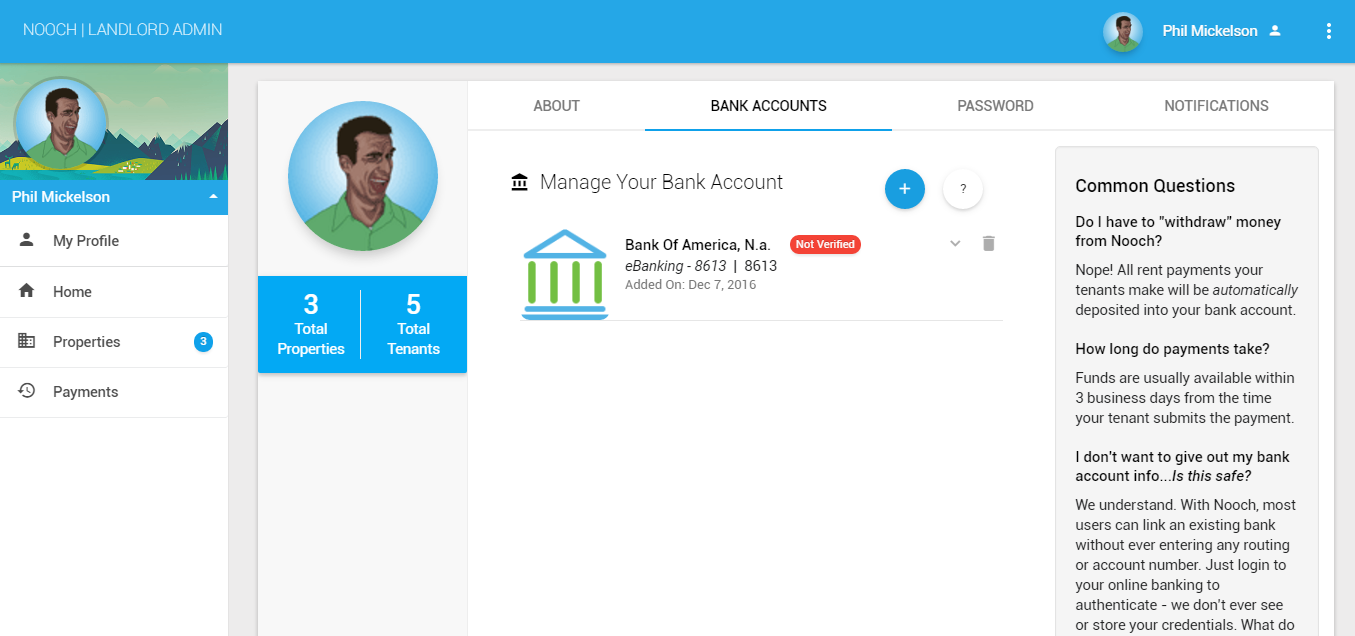 NOOCH | LANDLORD ADMIN
Phil Mickelson
Phil Mickelson
My Profile
Home
Properties 3
Payments
3
Total
Properties
5
Total
Tenants
ABOUT
BANK ACCOUNTS
PASSWORD
NOTIFICATIONS
Manage Your Bank Account
+
?
Bank Of America, N.a. Not Verified
eBanking - 8613 | 8613
Added On: Dec 7, 2016
Common Questions
Do I have to "withdraw" money
from Nooch?
Nope! All rent payments your
tenants make will be automatically
deposited into your bank account.
How long do payments take?
Funds are usually available within
3 business days from the time
your tenant submits the payment.
I don't want to give out my bank
account info...Is this safe?
We understand. With Nooch, most
users can link an existing bank
without ever entering any routing
or account number. Just login to
your online banking to
authenticate - we don't ever see
or store your credentials. What do